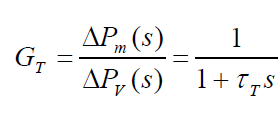 G_T = ΔP_m(s) / ΔP_V(s) = 1 / (1 + τ_T s)